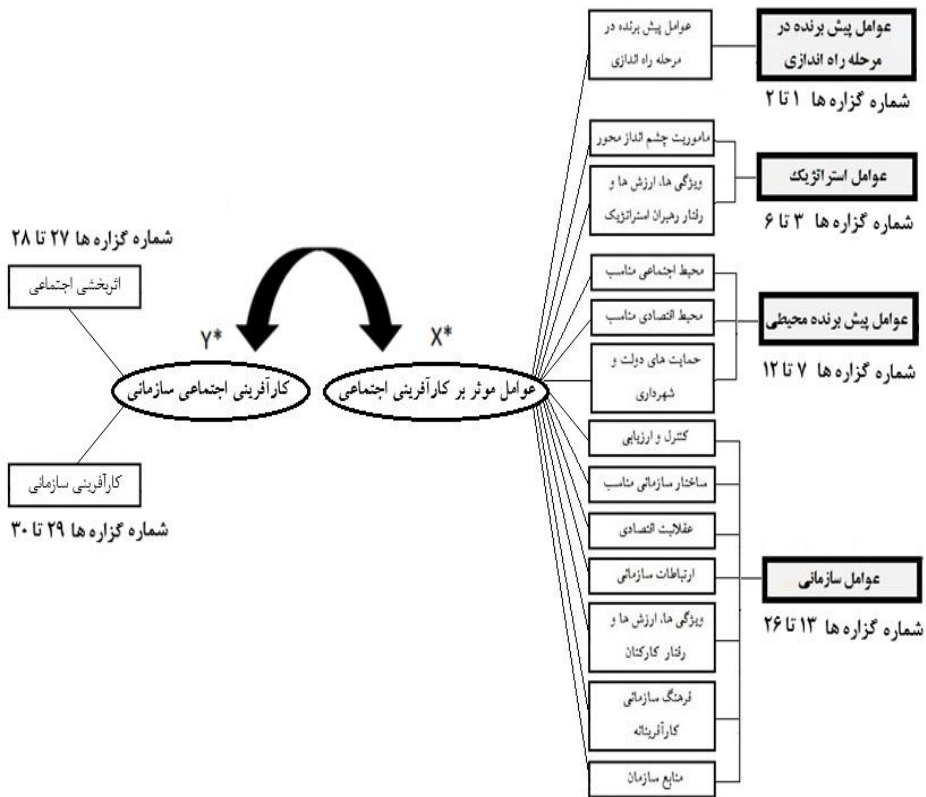 عوامل پیش برنده در
مرحله راه اندازی
شماره گزاره ها ۱ تا ۲
عوامل پیش برنده در
مرحله راه اندازی
عوامل استراتژیک
شماره گزاره ها ۳ تا ۶
ماموریت چشم انداز محور
ویژگی ها، ارزش ها و
رفتار رهبران استراتژیک
عوامل پیش برنده محیطی
شماره گزاره ها ۷ تا ۱۲
محیط اجتماعی مناسب
محیط اقتصادی مناسب
حمایت های دولت و
شهرداری
عوامل سازمانی
شماره گزاره ها ۱۳ تا ۲۶
کنترل و ارزیابی
ساختار سازمانی مناسب
عقلانیت اقتصادی
ارتباطات سازمانی
ویژگی ها، ارزش ها و
رفتار کارکنان
فرهنگ سازمانی
کارآفرینانه
منابع سازمان
X*
عوامل موثر بر کارآفرینی اجتماعی
Y*
کارآفرینی اجتماعی سازمانی
شماره گزاره ها ۲۷ تا ۲۸
اثربخشی اجتماعی
کارآفرینی سازمانی
شماره گزاره ها ۲۹ تا ۳۰